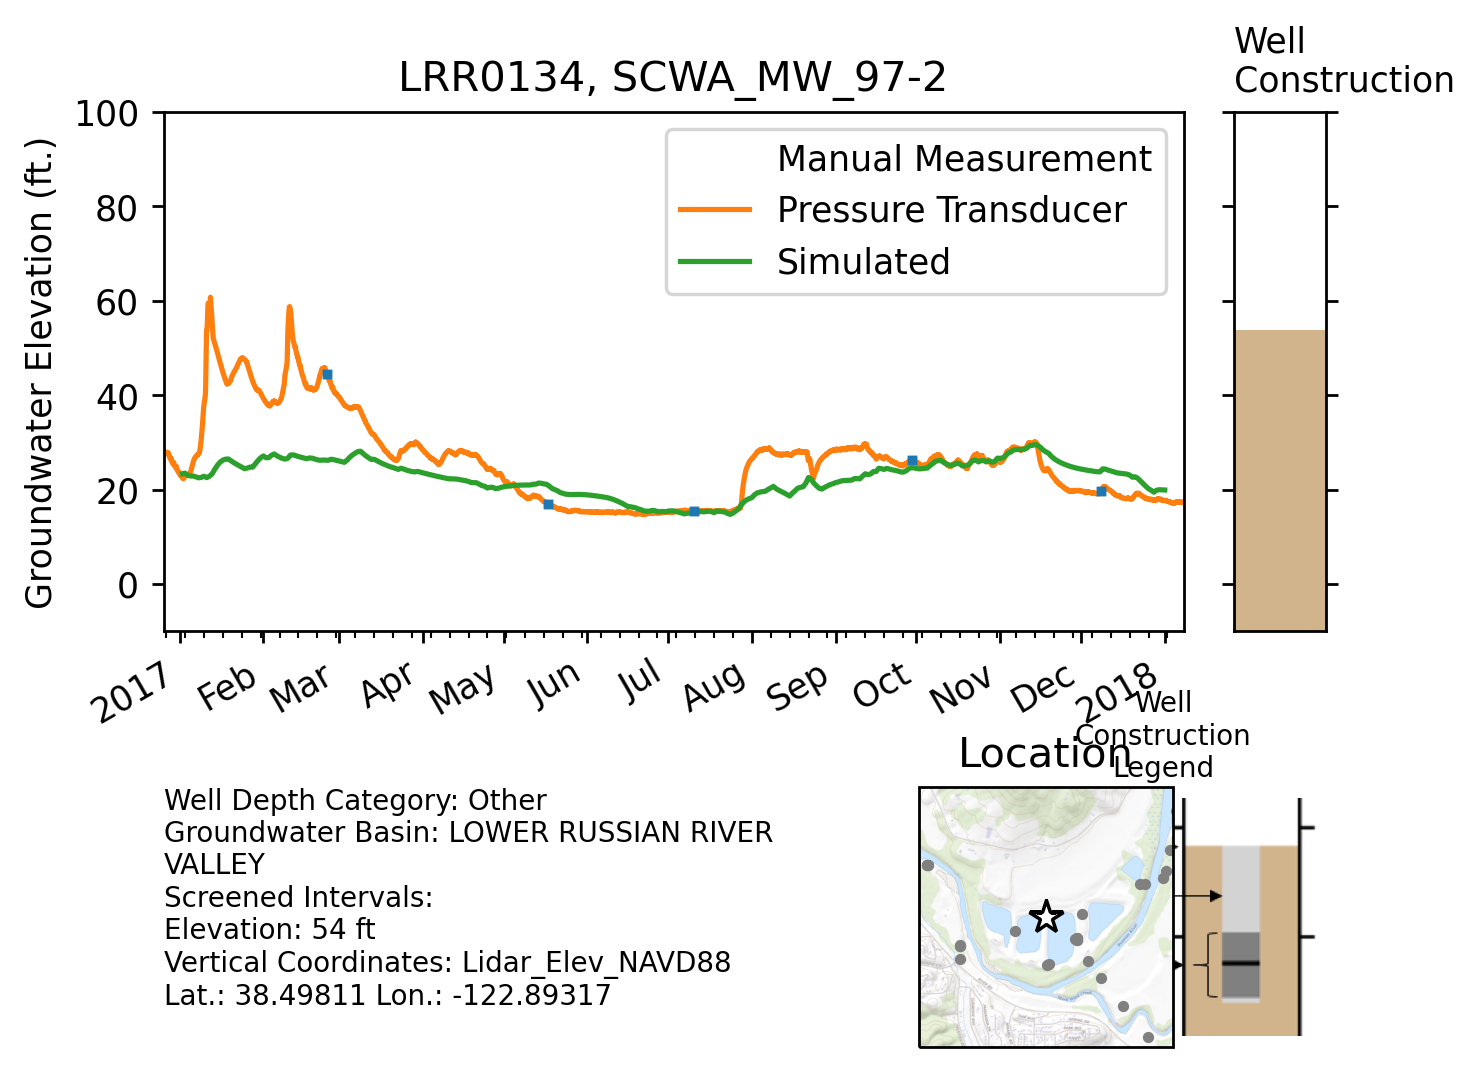 Well
Construction
LRR0134, SCWA_MW_97-2
Groundwater Elevation (ft.)
100
80
60
40
20
0
Manual Measurement
Pressure Transducer
Simulated
2017
Feb
Mar
Apr
May
Jun
Jul
Aug
Sep
Oct
Nov
Dec
2018
Well
Construction
Legend
Location
Well Depth Category: Other
Groundwater Basin: LOWER RUSSIAN RIVER
VALLEY
Screened Intervals:
Elevation: 54 ft
Vertical Coordinates: Lidar_Elev_NAVD88
Lat.: 38.49811 Lon.: -122.89317